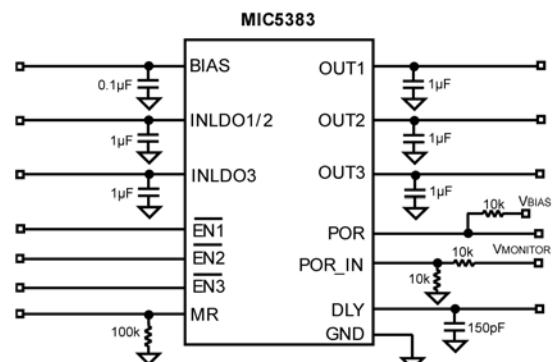 MIC5383
BIAS
OUT1
0.1µF
1µF
INLDO1/2
OUT2
1µF
1µF
INLDO3
OUT3
1µF
1µF
10k
VBIAS
EN1
POR
EN2
10k
VMONITOR
POR_IN
10k
EN3
MR
DLY
100k
GND
150pF